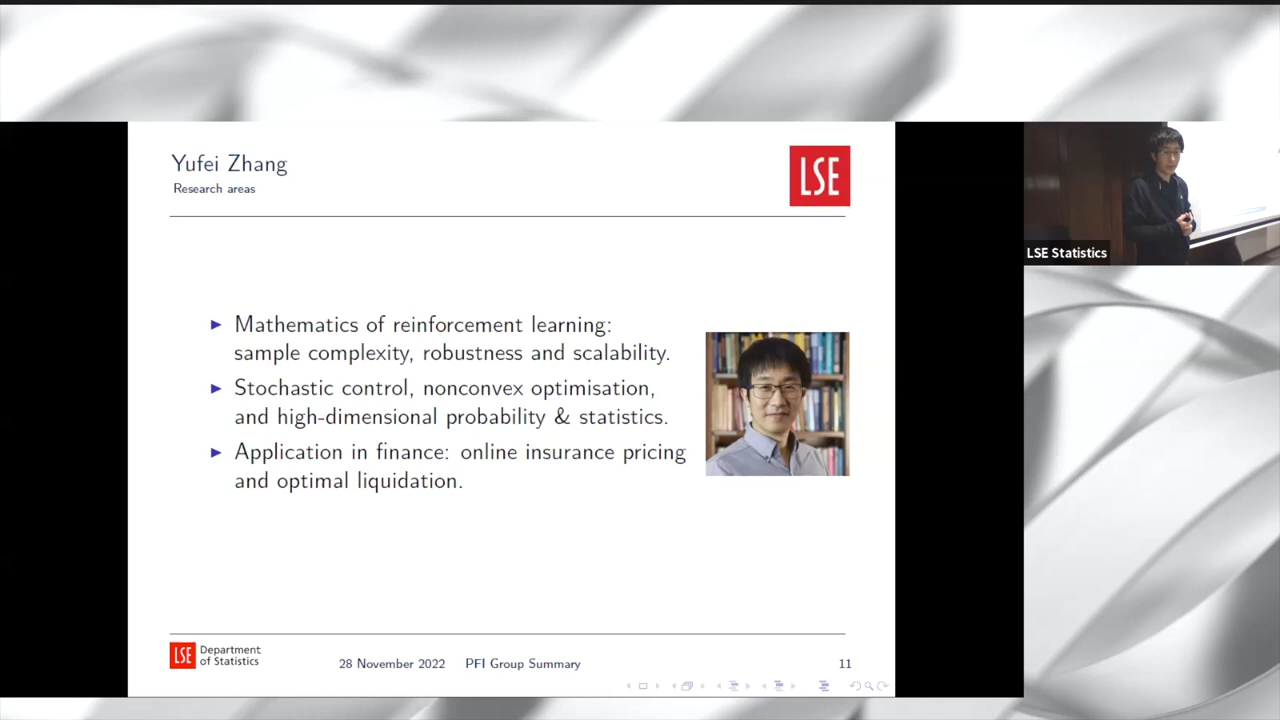 Yufei Zhang
Research areas
LSE
LSE Statistics
► Mathematics of reinforcement learning:
sample complexity, robustness and scalability.
► Stochastic control, nonconvex optimisation,
and high-dimensional probability & statistics.
► Application in finance: online insurance pricing
and optimal liquidation.
LSE Department
of Statistics
28 November 2022 PFI Group Summary 11